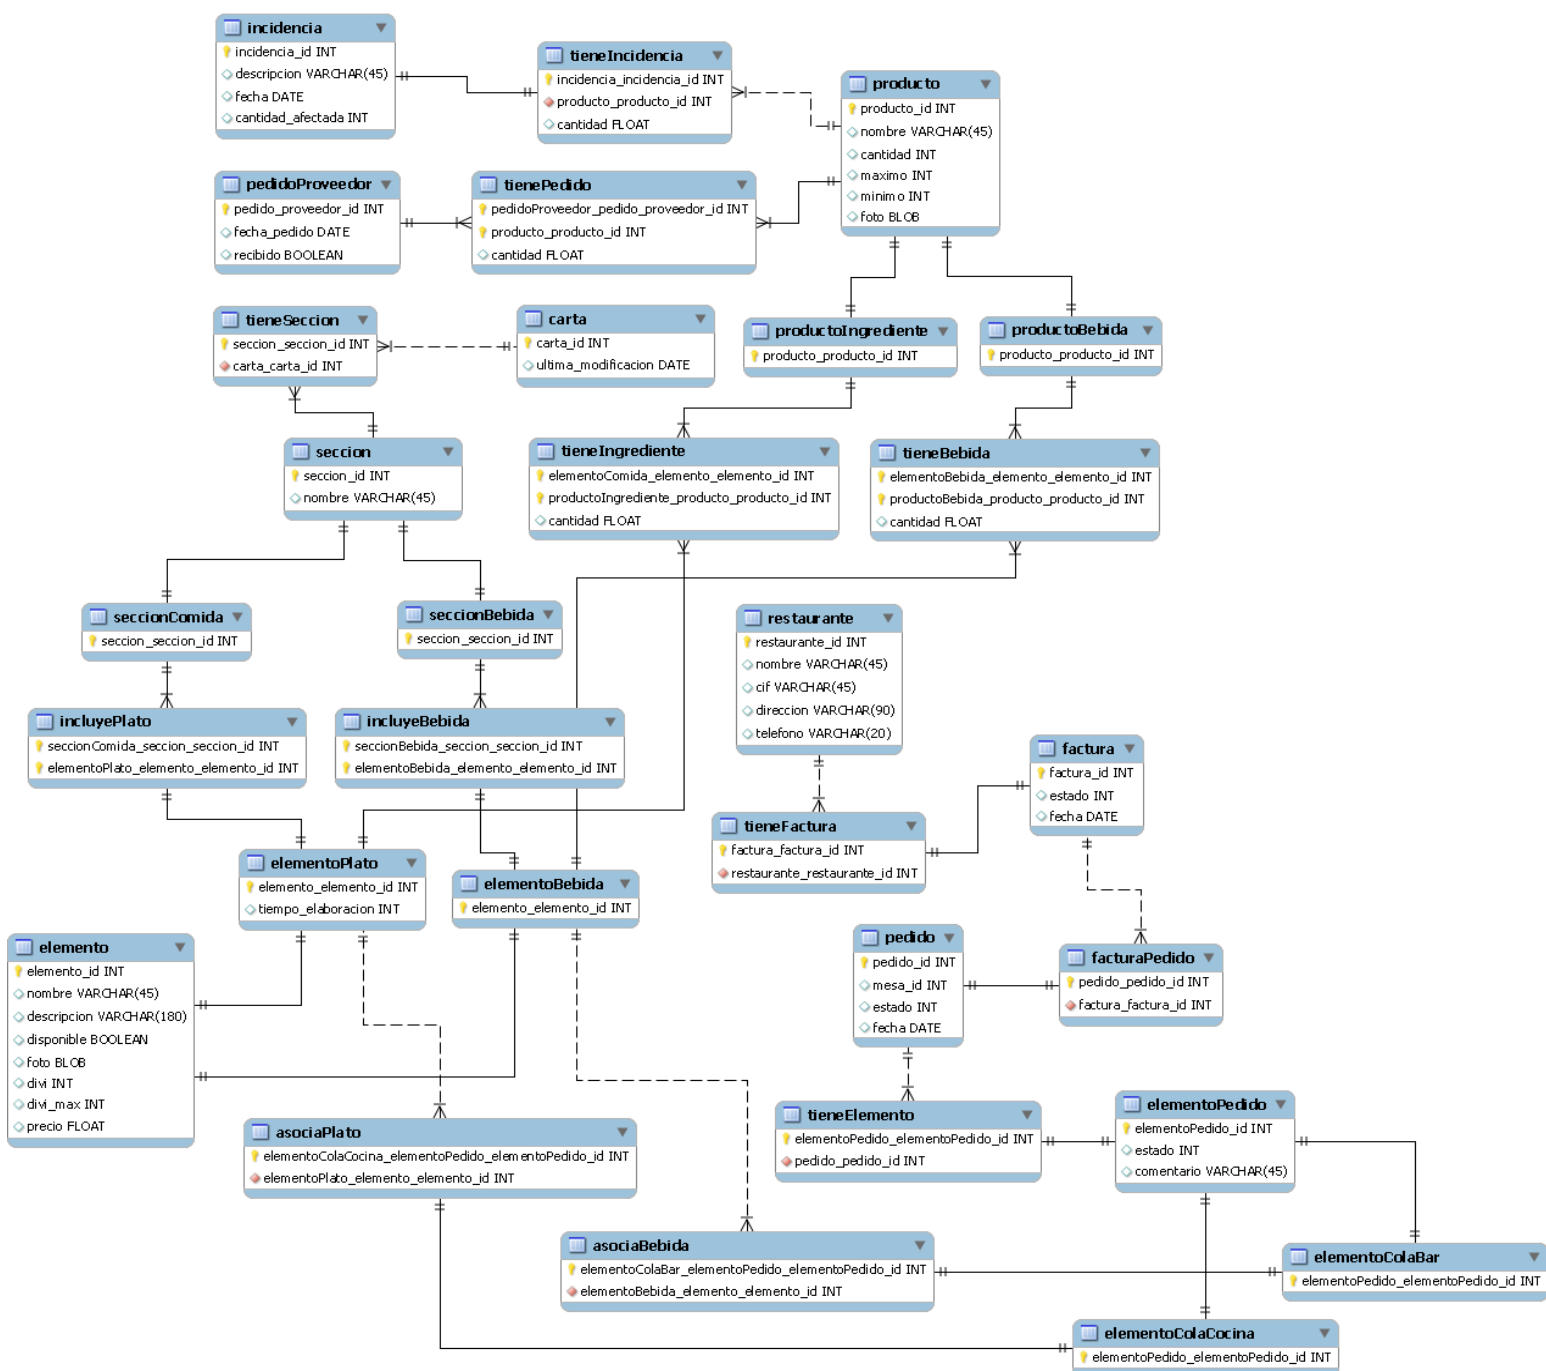 incidencia
incidencia_id INT
descripcion VARCHAR(45)
fecha DATE
cantidad_afectada INT
tieneIncidencia
incidencia_incidencia_id INT
producto_producto_id INT
cantidad FLOAT
producto
producto_id INT
nombre VARCHAR(45)
cantidad INT
maximo INT
minimo INT
foto BLOB
pedidoProveedor
pedido_proveedor_id INT
fecha_pedido DATE
recibido BOOLEAN
tienePedido
pedidoProveedor_pedido_proveedor_id INT
producto_producto_id INT
cantidad FLOAT
tieneSeccion
seccion_seccion_id INT
carta_carta_id INT
carta
carta_id INT
ultima_modificacion DATE
productoIngrediente
producto_producto_id INT
productoBebida
producto_producto_id INT
seccion
seccion_id INT
nombre VARCHAR(45)
tieneIngrediente
elementoComida_elemento_elemento_id INT
productoIngrediente_producto_producto_id INT
cantidad FLOAT
tieneBebida
elementoBebida_elemento_elemento_id INT
productoBebida_producto_producto_id INT
cantidad FLOAT
seccionComida
seccion_seccion_id INT
seccionBebida
seccion_seccion_id INT
restaurante
restaurante_id INT
nombre VARCHAR(45)
cif VARCHAR(45)
direccion VARCHAR(90)
telefono VARCHAR(20)
incluyePlato
seccionComida_seccion_seccion_id INT
elementoPlato_elemento_elemento_id INT
incluyeBebida
seccionBebida_seccion_seccion_id INT
elementoBebida_elemento_elemento_id INT
factura
factura_id INT
estado INT
fecha DATE
tieneFactura
factura_factura_id INT
restaurante_restaurante_id INT
elementoPlato
elemento_elemento_id INT
tiempo_elaboracion INT
elementoBebida
elemento_elemento_id INT
elemento
elemento_id INT
nombre VARCHAR(45)
descripcion VARCHAR(180)
disponible BOOLEAN
foto BLOB
divi INT
divi_max INT
precio FLOAT
pedido
pedido_id INT
mesa_id INT
estado INT
fecha DATE
facturaPedido
pedido_pedido_id INT
factura_factura_id INT
asociaPlato
elementoColaCocina_elementoPedido_elementoPedido_id INT
elementoPlato_elemento_elemento_id INT
tieneElemento
elementoPedido_elementoPedido_id INT
pedido_pedido_id INT
elementoPedido
elementoPedido_id INT
estado INT
comentario VARCHAR(45)
asociaBebida
elementoColaBar_elementoPedido_elementoPedido_id INT
elementoBebida_elemento_elemento_id INT
elementoColaBar
elementoPedido_elementoPedido_id INT
elementoColaCocina
elementoPedido_elementoPedido_id INT